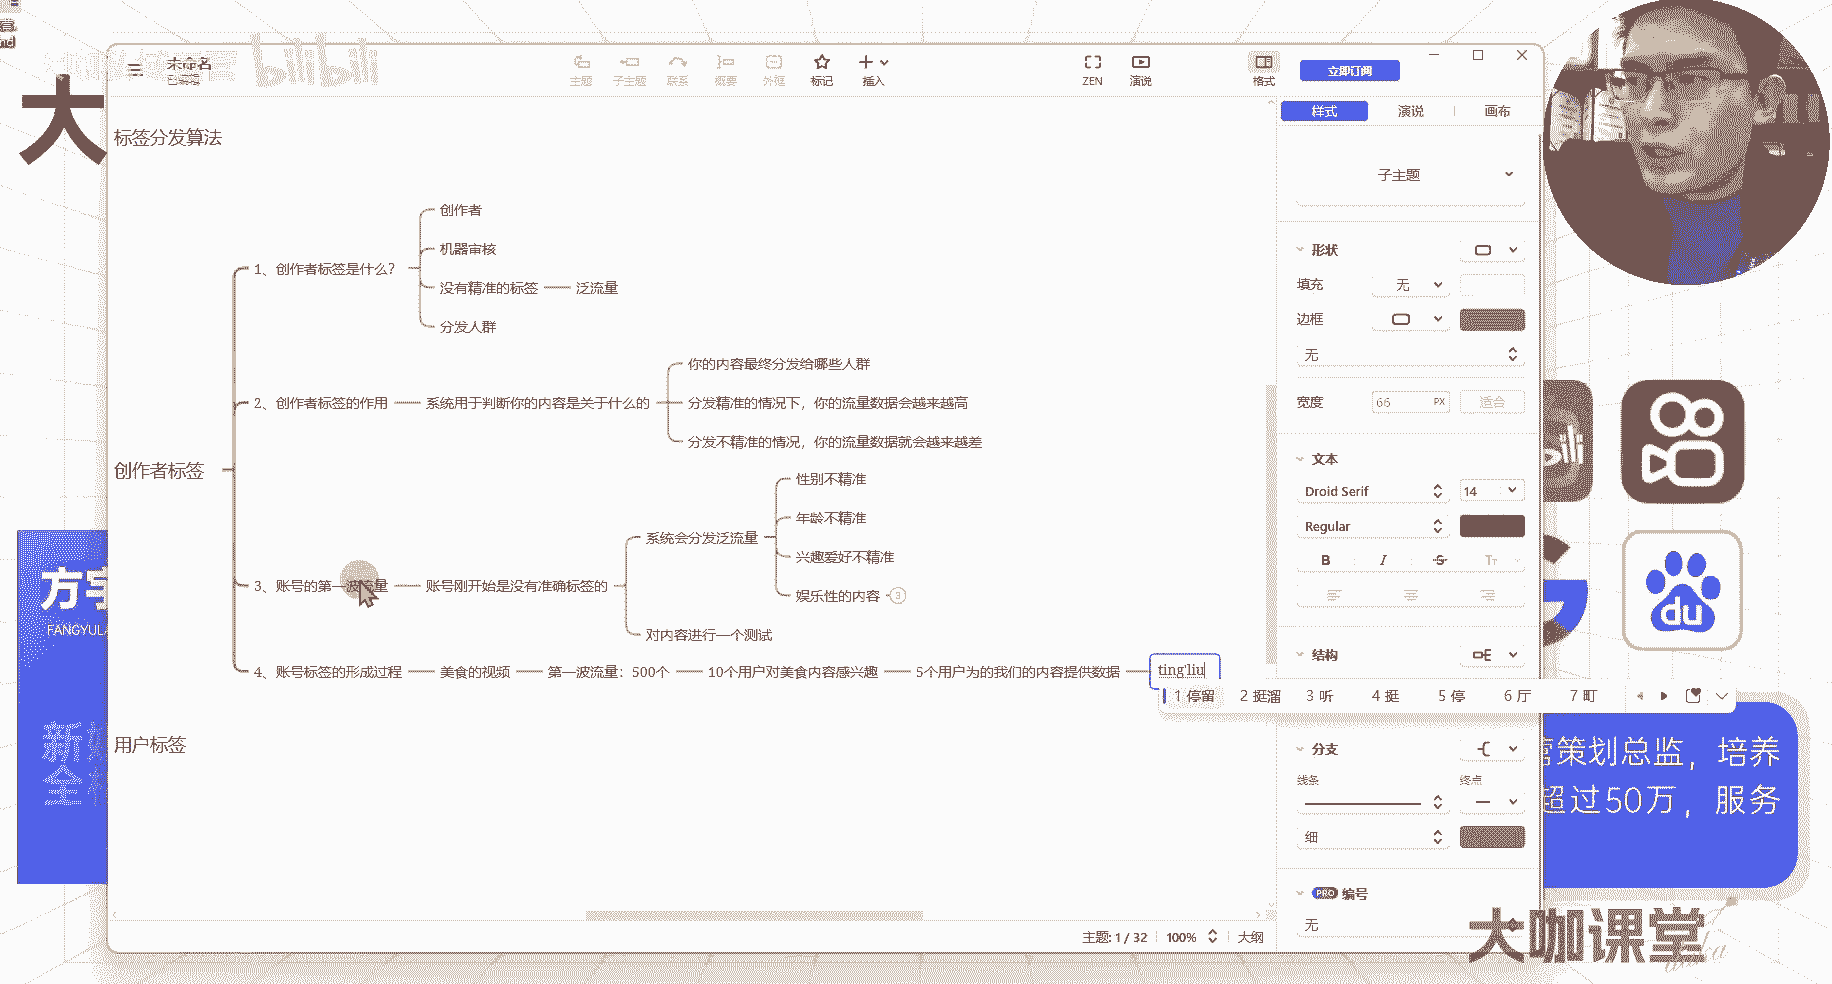 未命名
bilibili
主题
子主题
联系
概要
外框
标记
插入
ZEN
演说
格式
立即订阅
大
标签分发算法
创作者标签
1、创作者标签是什么?
创作者
机器审核
没有精准的标签
泛流量
分发人群
2、创作者标签的作用
系统用于判断你的内容是关于什么的
你的内容最终分发给哪些人群
分发精准的情况下，你的流量数据会越来越高
分发不精准的情况，你的流量数据就会越来越差
3、账号的第一波流量
账号刚开始是没有准确标签的
系统会分发泛流量
性别不精准
年龄不精准
兴趣爱好不精准
娱乐性的内容
3
对内容进行一个测试
4、账号标签的形成过程
美食的视频
第一波流量：500个
10个用户对美食内容感兴趣
5个用户为的我们的内容提供数据
ting'liu
1 停留 2 挺溜 3 听 4 挺 5 停 6 厅 7 町
用户标签
样式
演说
画布
子主题
形状
填充
无
边框
无
宽度
66 PX
适合
文本
Droid Serif
14
Regular
B I S Tт
结构
分支
线条
终点
细
PRO 编号
无
主题: 1 / 32
100%
大纲
方
FANGYUL
新
全
du
策划总监，培养
超过50万，服务
大咖课堂